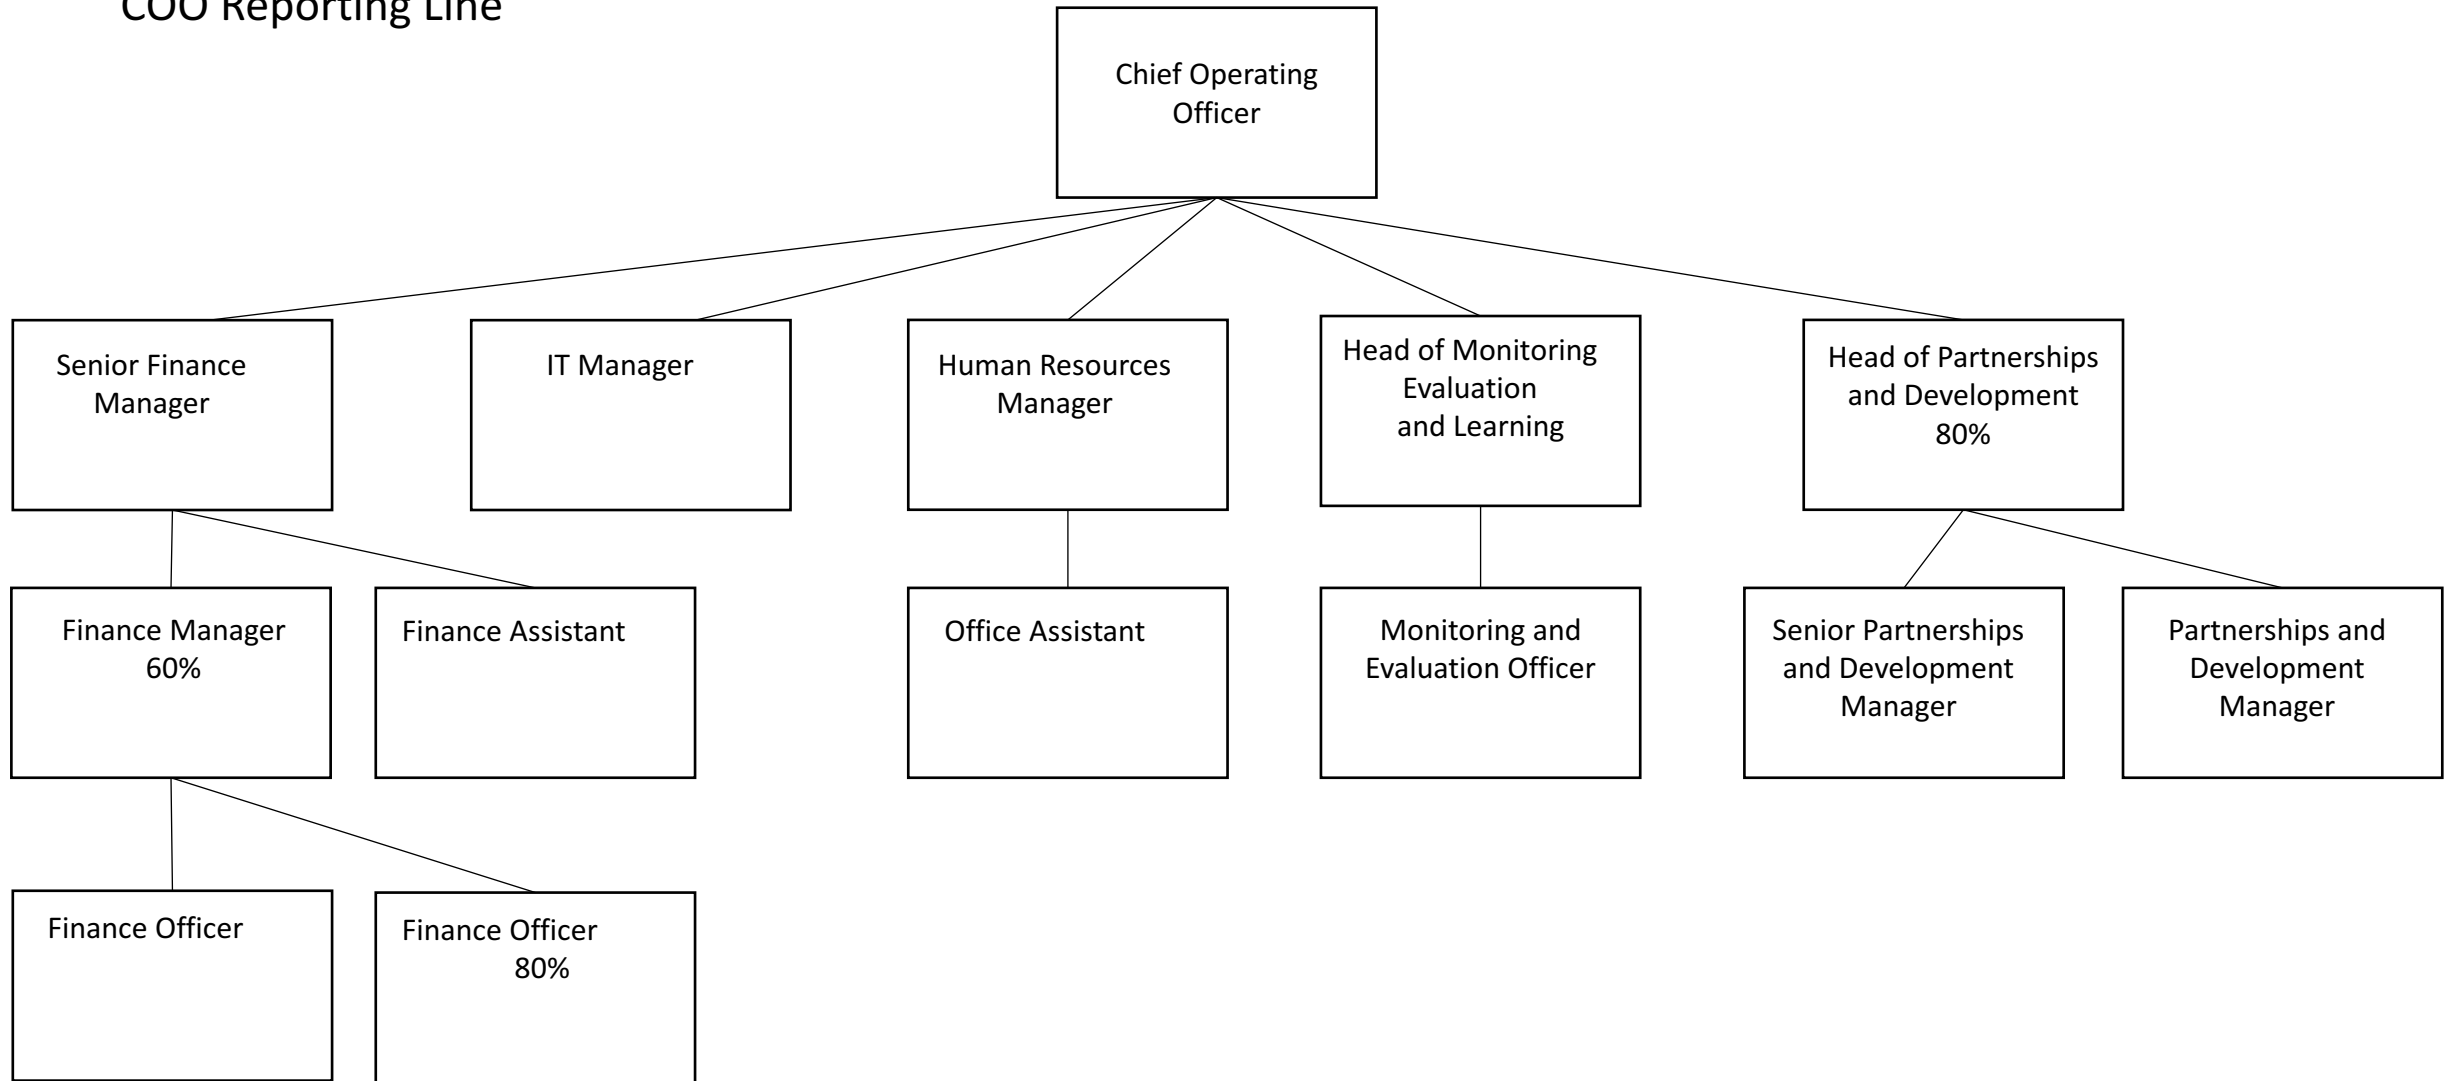 COO Reporting Line
Chief Operating
Officer
Senior Finance
Manager
IT Manager
Human Resources
Manager
Head of Monitoring
Evaluation
and Learning
Head of Partnerships
and Development
80%
Finance Manager
60%
Finance Assistant
Office Assistant
Monitoring and
Evaluation Officer
Senior Partnerships
and Development
Manager
Partnerships and
Development
Manager
Finance Officer
Finance Officer
80%